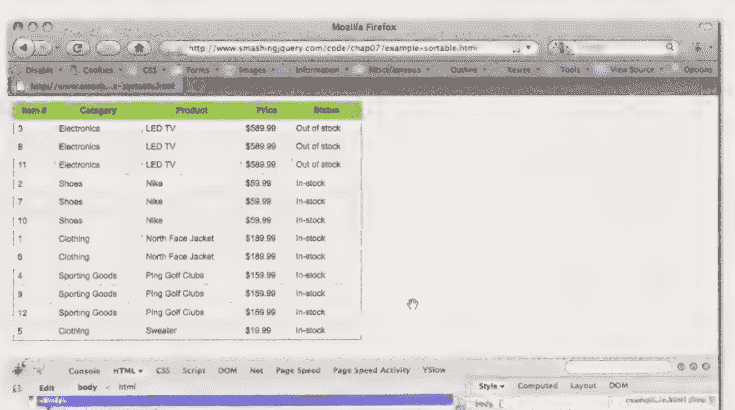 Mozilla Firefox
http://www.smashingjquery.com/code/chap07/example-sortable.html
Disable Cookies CSS Forms Images Information Miscellaneous Outline Resize Tools View Source Options
Item # Category Product Price Status
3 Electronics LED TV $589.99 Out of stock
8 Electronics LED TV $589.99 Out of stock
11 Electronics LED TV $589.99 Out of stock
2 Shoes Nike $59.99 In-stock
7 Shoes Nike $59.99 In-stock
10 Shoes Nike $59.99 In-stock
1 Clothing North Face Jacket $189.99 In-stock
6 Clothing North Face Jacket $189.99 In-stock
4 Sporting Goods Ping Golf Clubs $159.99 In-stock
9 Sporting Goods Ping Golf Clubs $159.99 In-stock
12 Sporting Goods Ping Golf Clubs $159.99 In-stock
5 Clothing Sweater $19.99 In-stock
Console HTML CSS Script DOM Net Page Speed Page Speed Activity YSlow
Edit body < html Style Computed Layout DOM
body {